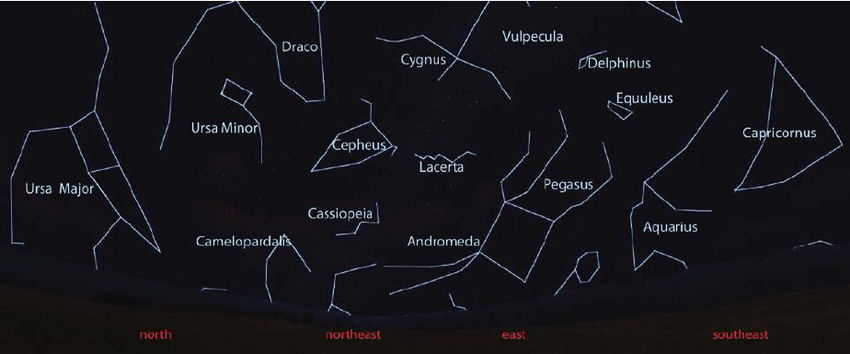 Vulpecula
Draco
Cygnus
Delphinus
Equuleus
Ursa Minor
Capricornus
Cepheus
Lacerta
Ursa Major
Pegasus
Cassiopeia
Aquarius
Camelopardalis
Andromeda
north
northeast
east
southeast